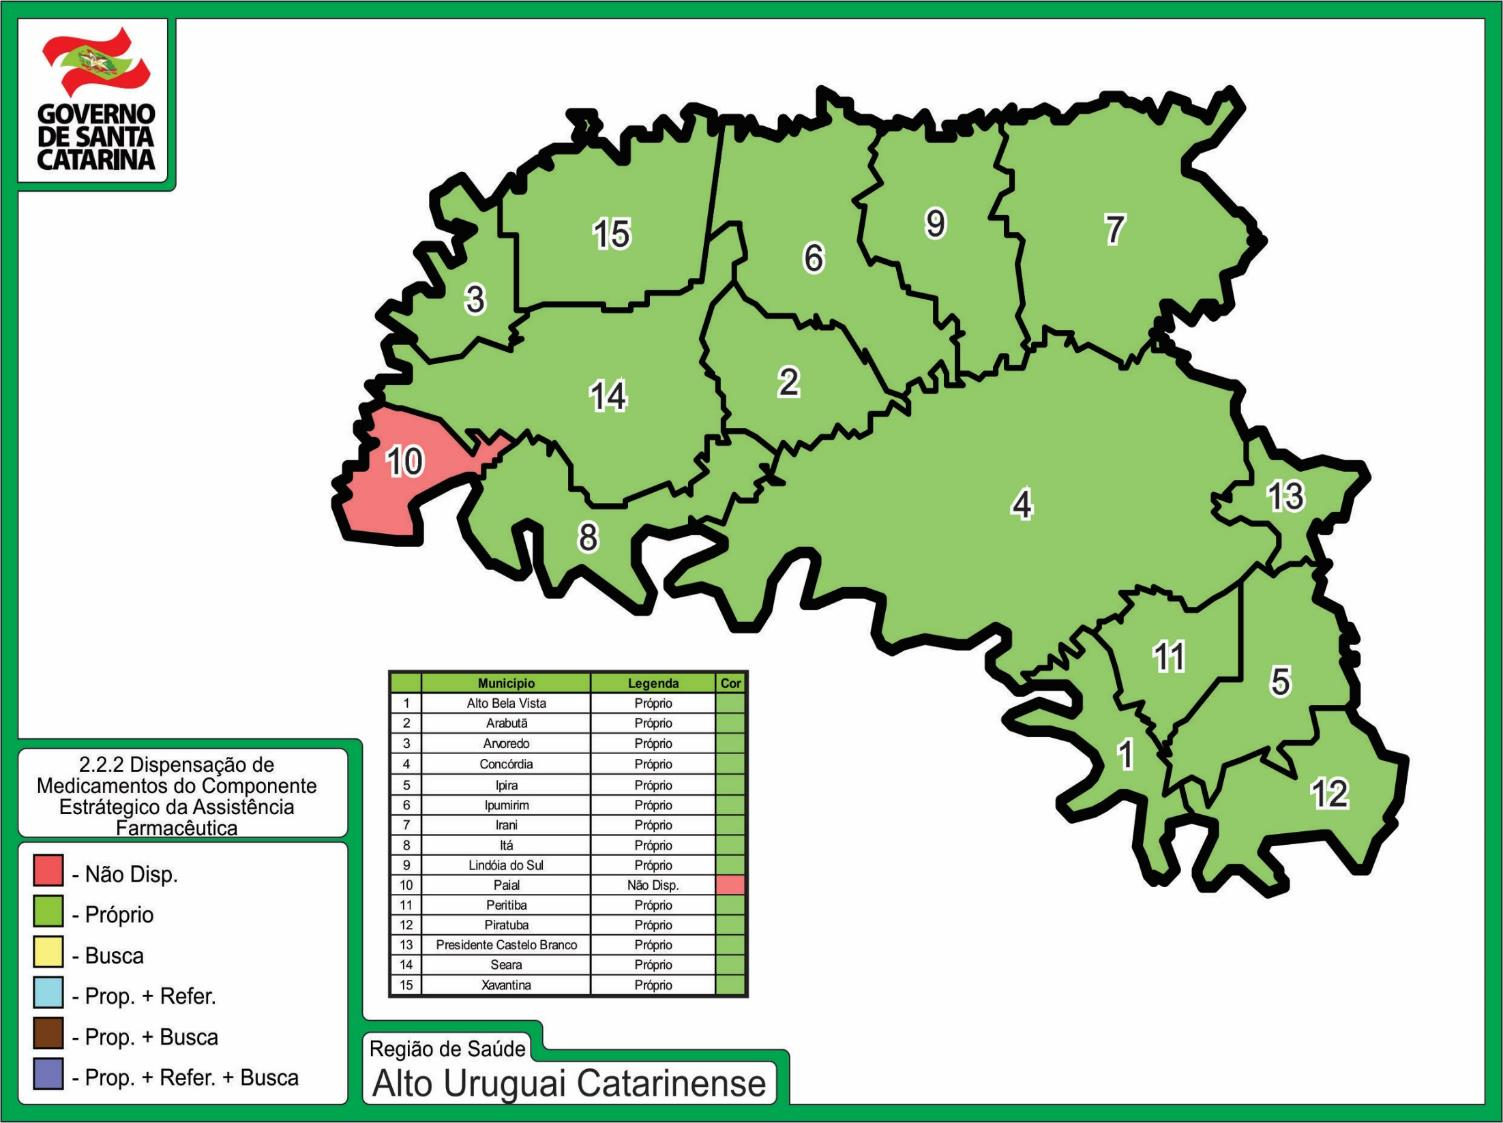 GOVERNO
DE SANTA
CATARINA
15
9
7
6
3
2
14
10
4
13
8
11
5
1
12
Município Legenda Cor
1 Alto Bela Vista Próprio
2 Arabutã Próprio
3 Arvoredo Próprio
4 Concórdia Próprio
5 Ipira Próprio
6 Ipumirim Próprio
7 Irani Próprio
8 Itá Próprio
9 Lindóia do Sul Próprio
10 Paial Não Disp.
11 Peritiba Próprio
12 Piratuba Próprio
13 Presidente Castelo Branco Próprio
14 Seara Próprio
15 Xavantina Próprio
2.2.2 Dispensação de
Medicamentos do Componente
Estrátegico da Assistência
Farmacêutica
- Não Disp.
- Próprio
- Busca
- Prop. + Refer.
- Prop. + Busca
- Prop. + Refer. + Busca
Região de Saúde
Alto Uruguai Catarinense